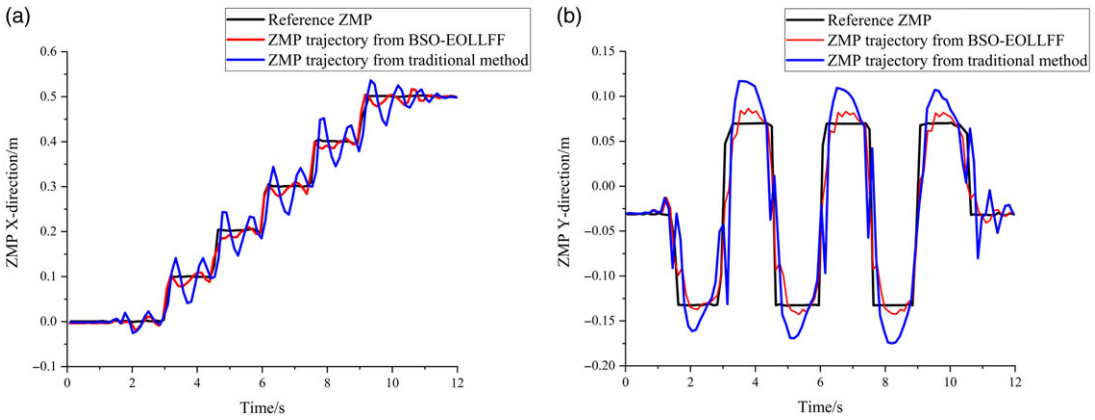 (a)
Reference ZMP
ZMP trajectory from BSO-EOLLFF
ZMP trajectory from traditional method
0.6
0.5
0.4
0.3
0.2
0.1
0.0
–0.1
ZMP X-direction/m
0 2 4 6 8 10 12
Time/s
(b)
Reference ZMP
ZMP trajectory from BSO-EOLLFF
ZMP trajectory from traditional method
0.15
0.10
0.05
0.00
–0.05
–0.10
–0.15
–0.20
ZMP Y-direction/m
0 2 4 6 8 10 12
Time/s